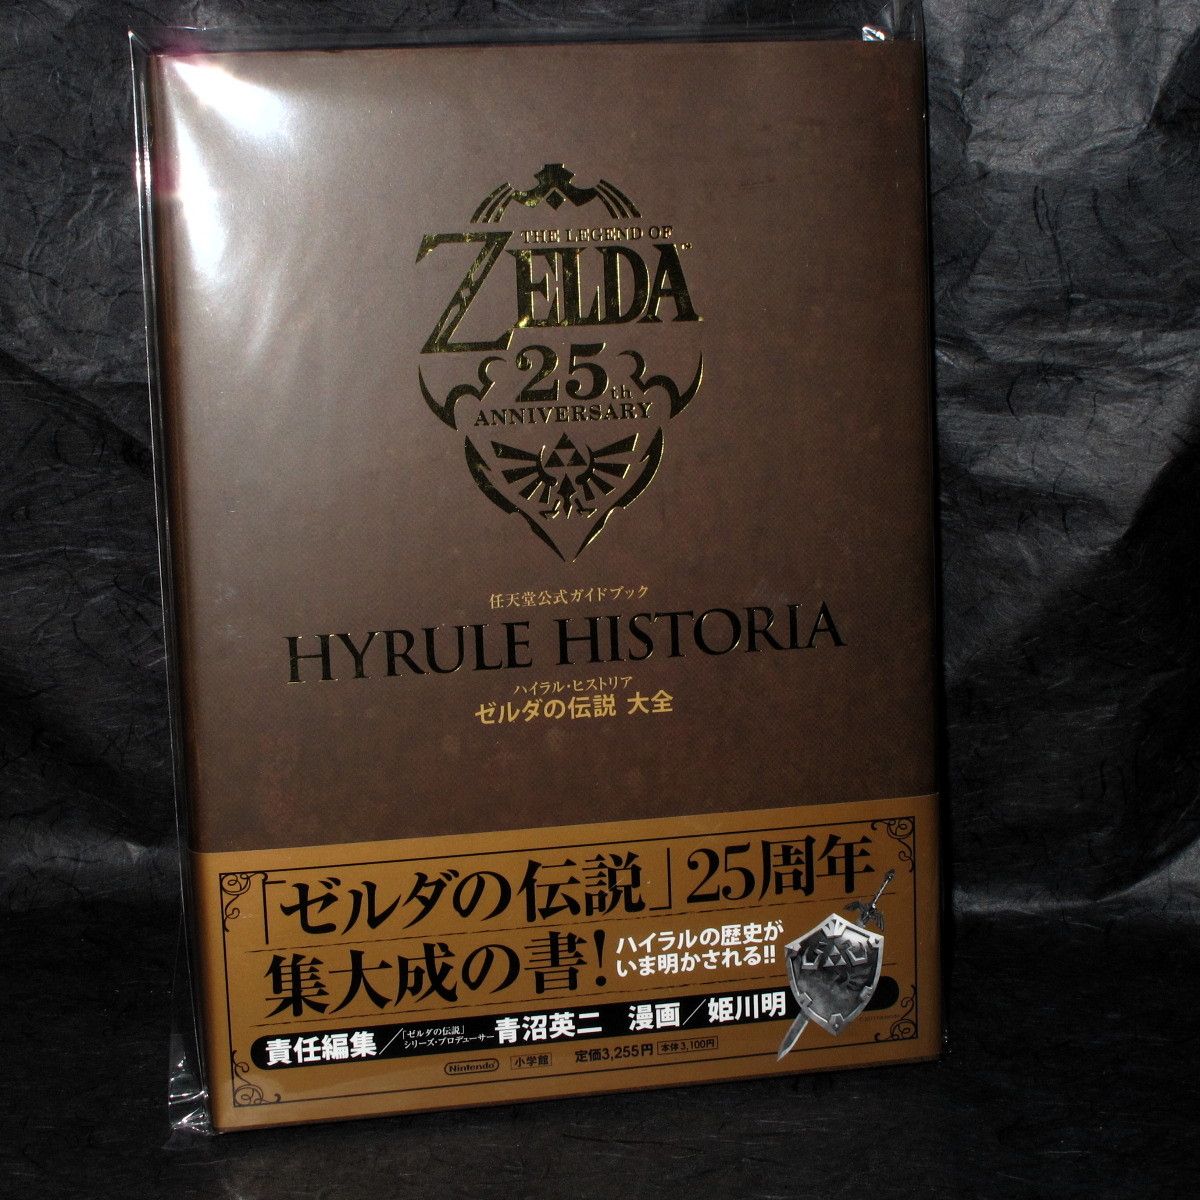 THE LEGEND OF
ZELDA™
25th
ANNIVERSARY
任天堂公式ガイドブック
HYRULE HISTORIA
ハイラル・ヒストリア
ゼルダの伝説 大全
「ゼルダの伝説」25周年
集大成の書!
ハイラルの歴史が
いま明かされる!!
責任編集／「ゼルダの伝説」シリーズ・プロデューサー 青沼英二 漫画／姫川明
Nintendo 小学館 定価3,255円 本体3,100円